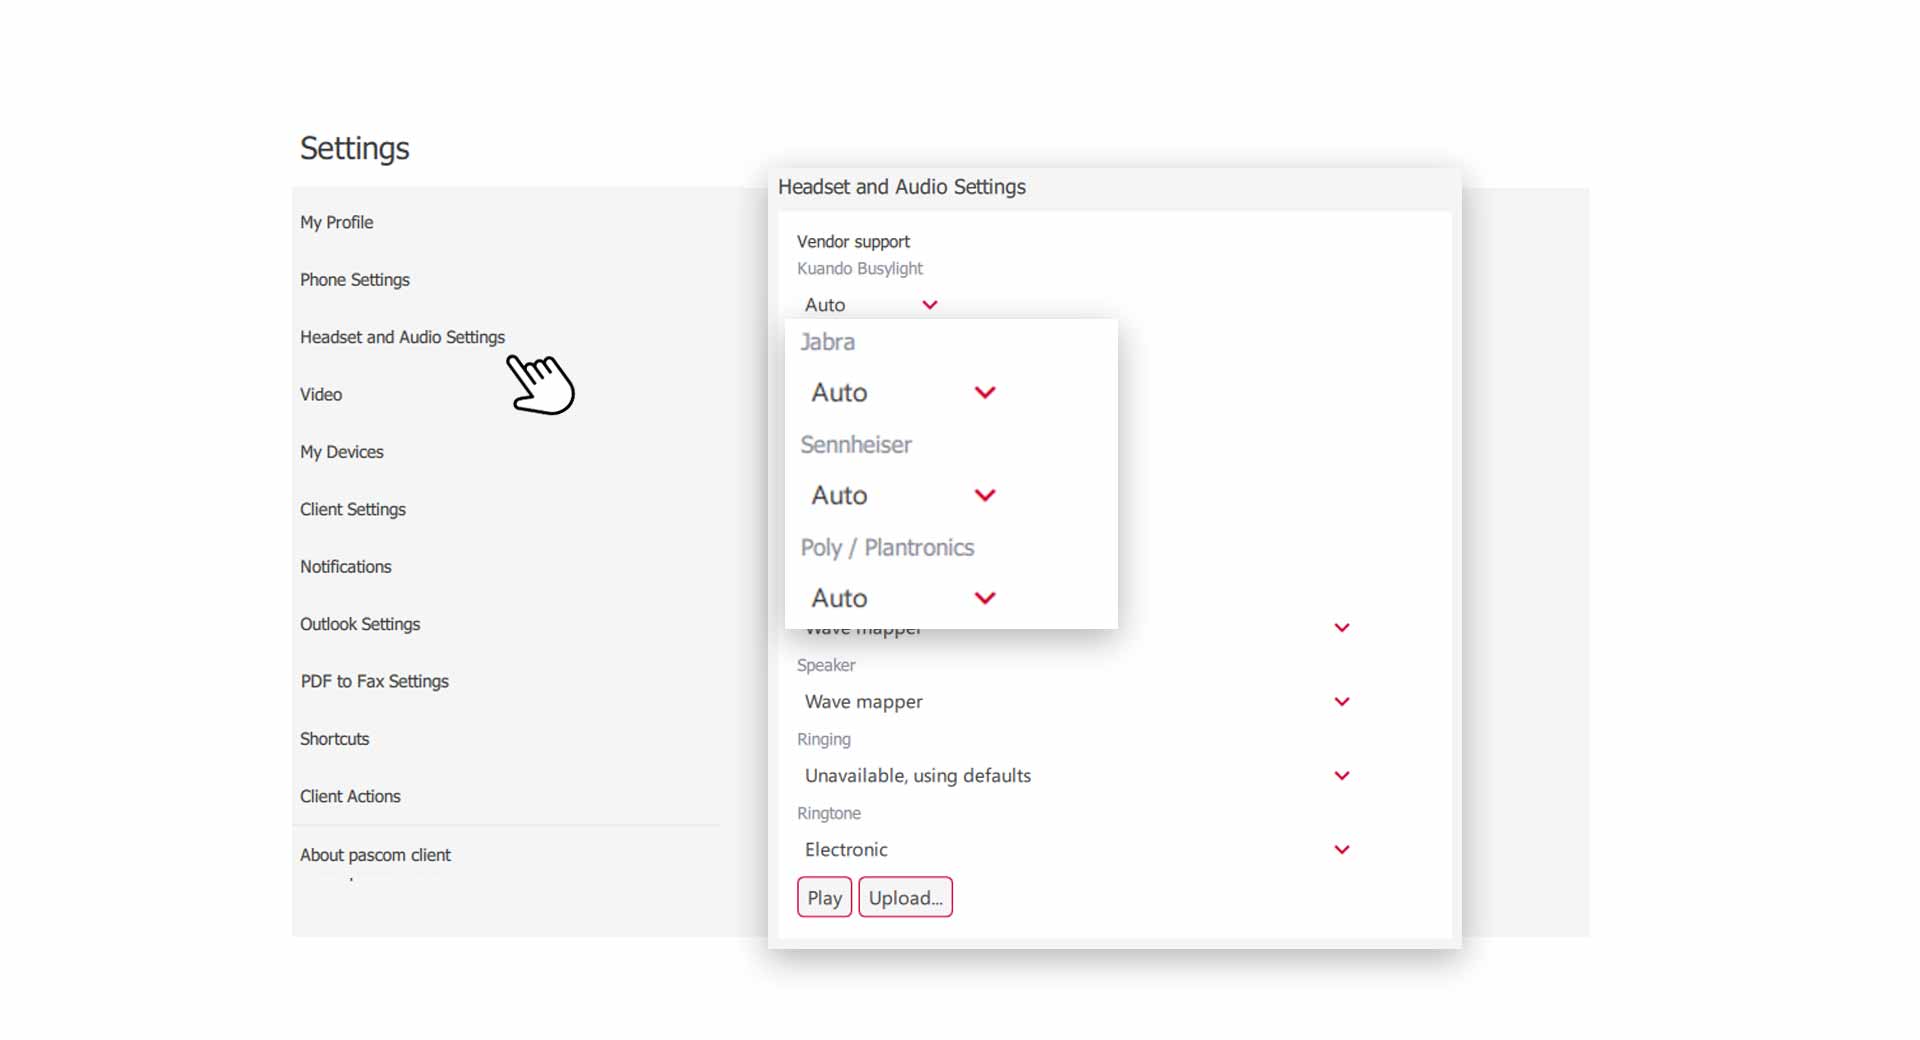 Settings
My Profile
Phone Settings
Headset and Audio Settings
Video
My Devices
Client Settings
Notifications
Outlook Settings
PDF to Fax Settings
Shortcuts
Client Actions
About pascom client
Headset and Audio Settings
Vendor support
Kuando Busylight
Auto
Jabra
Auto
Sennheiser
Auto
Poly / Plantronics
Auto
Wave mapper
Speaker
Wave mapper
Ringing
Unavailable, using defaults
Ringtone
Electronic
Play
Upload...